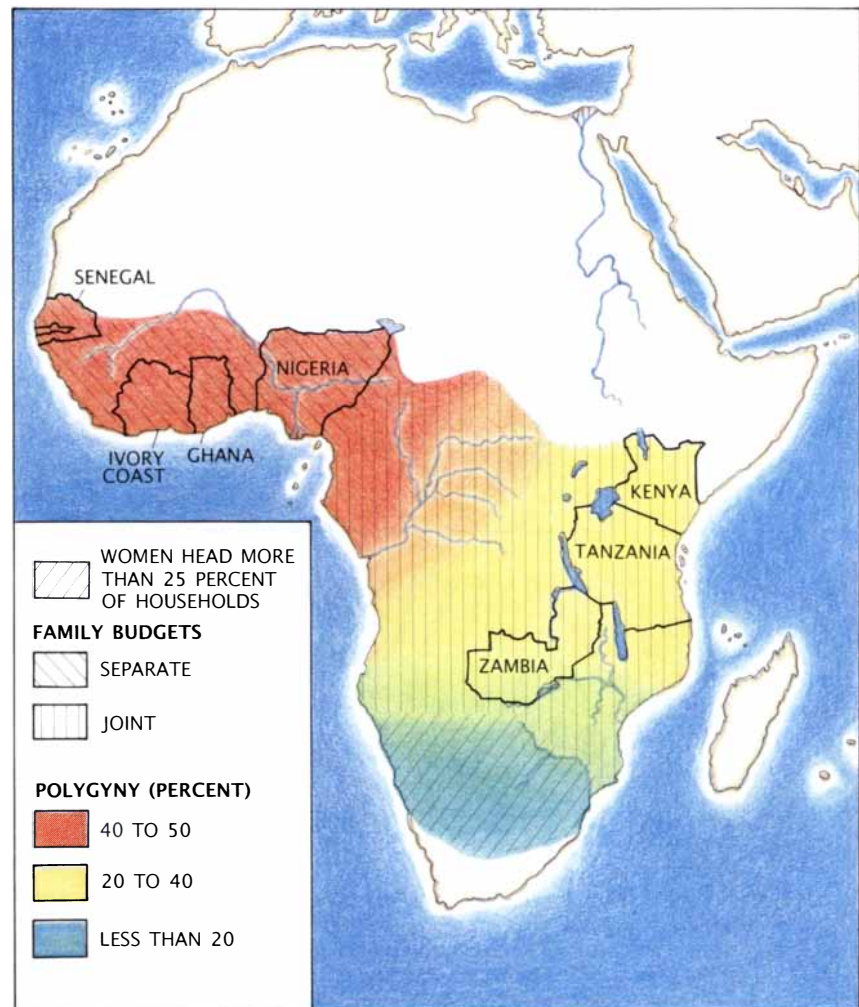 SENEGAL
NIGERIA
IVORY
COAST
GHANA
KENYA
TANZANIA
ZAMBIA
WOMEN HEAD MORE
THAN 25 PERCENT
OF HOUSEHOLDS
FAMILY BUDGETS
SEPARATE
JOINT
POLYGYNY (PERCENT)
40 TO 50
20 TO 40
LESS THAN 20